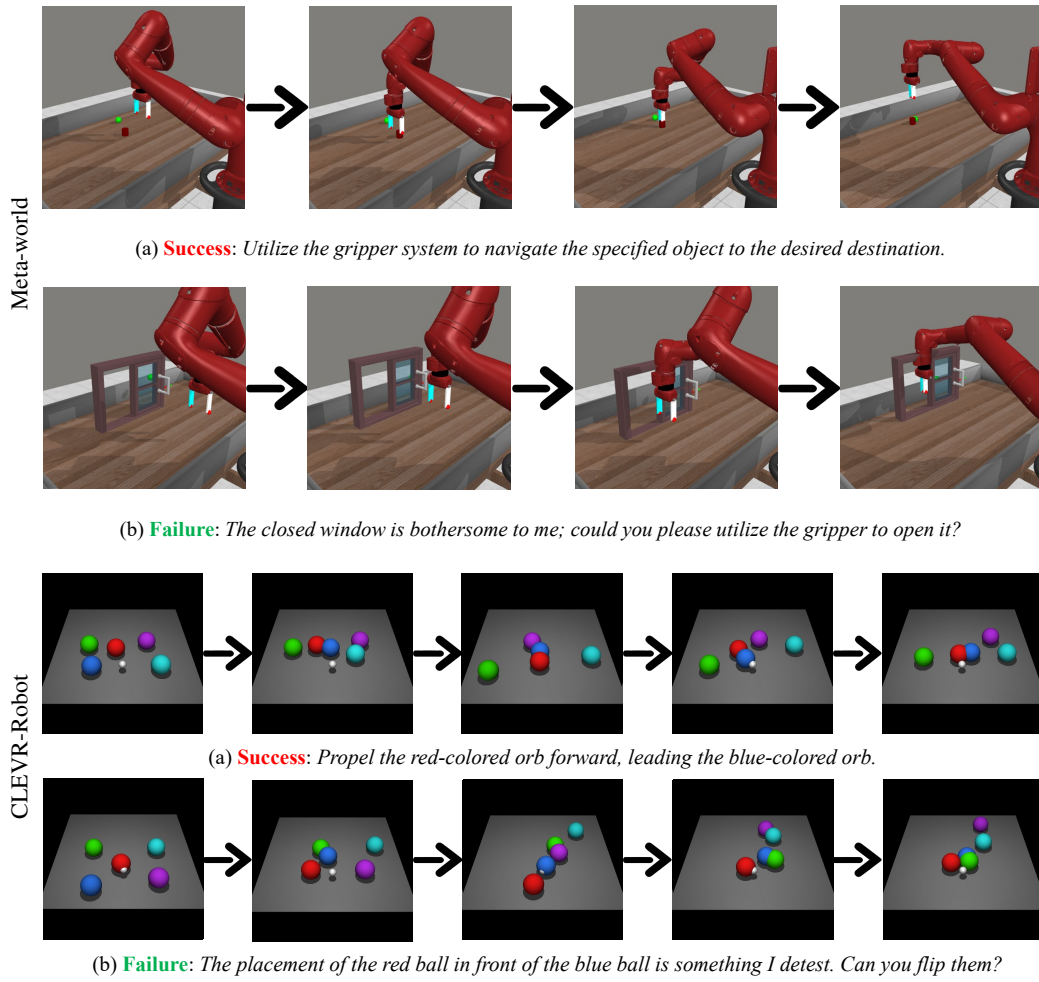 Meta-world
(a) Success: Utilize the gripper system to navigate the specified object to the desired destination.
(b) Failure: The closed window is bothersome to me; could you please utilize the gripper to open it?
CLEVR-Robot
(a) Success: Propel the red-colored orb forward, leading the blue-colored orb.
(b) Failure: The placement of the red ball in front of the blue ball is something I detest. Can you flip them?